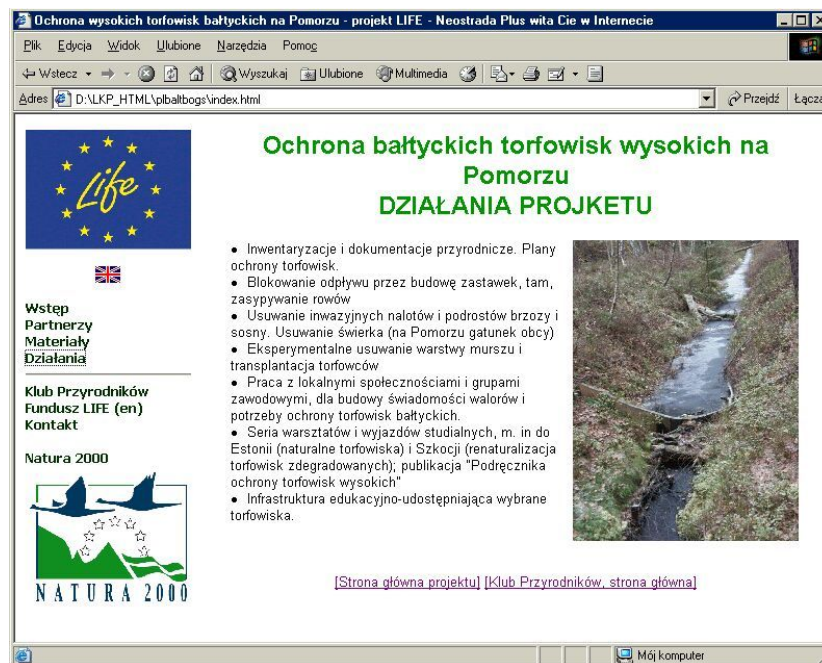 Ochrona wysokich torfowisk bałtyckich na Pomorzu - projekt LIFE - Neostrada Plus wita Cie w Internecie
Plik Edycja Widok Ulubione Narzędzia Pomoc
Wstecz Wyszukaj Ulubione Multimedia
Adres D:\LKP_HTML\plbaltbogs\index.html Przejdź Łącza
Life
Wstęp
Partnerzy
Materiały
Działania
Klub Przyrodników
Fundusz LIFE (en)
Kontakt
Natura 2000
NATURA 2000
Ochrona bałtyckich torfowisk wysokich na
Pomorzu
DZIAŁANIA PROJKETU
● Inwentaryzacje i dokumentacje przyrodnicze. Plany
ochrony torfowisk.
● Blokowanie odpływu przez budowę zastawek, tam,
zasypywanie rowów
● Usuwanie inwazyjnych nalotów i podrostów brzozy i
sosny. Usuwanie świerka (na Pomorzu gatunek obcy)
● Eksperymentalne usuwanie warstwy murszu i
transplantacja torfowców
● Praca z lokalnymi społecznościami i grupami
zawodowymi, dla budowy świadomości walorów i
potrzeby ochrony torfowisk bałtyckich.
● Seria warsztatów i wyjazdów studialnych, m. in do
Estonii (naturalne torfowiska) i Szkocji (renaturalizacja
torfowisk zdegradowanych); publikacja "Podręcznika
ochrony torfowisk wysokich"
● Infrastruktura edukacyjno-udostępniająca wybrane
torfowiska.
[Strona główna projektu] [Klub Przyrodników, strona główna]
Mój komputer